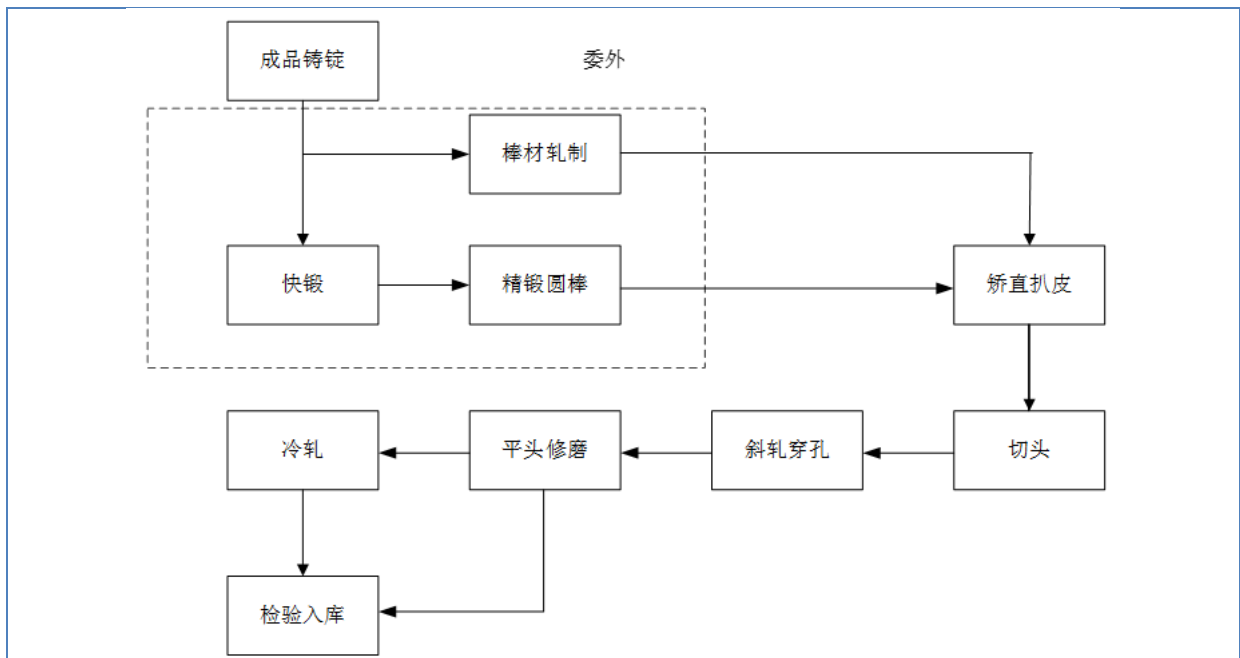 成品铸锭
委外
棒材轧制
快锻
精锻圆棒
矫直扒皮
冷轧
平头修磨
斜轧穿孔
切头
检验入库